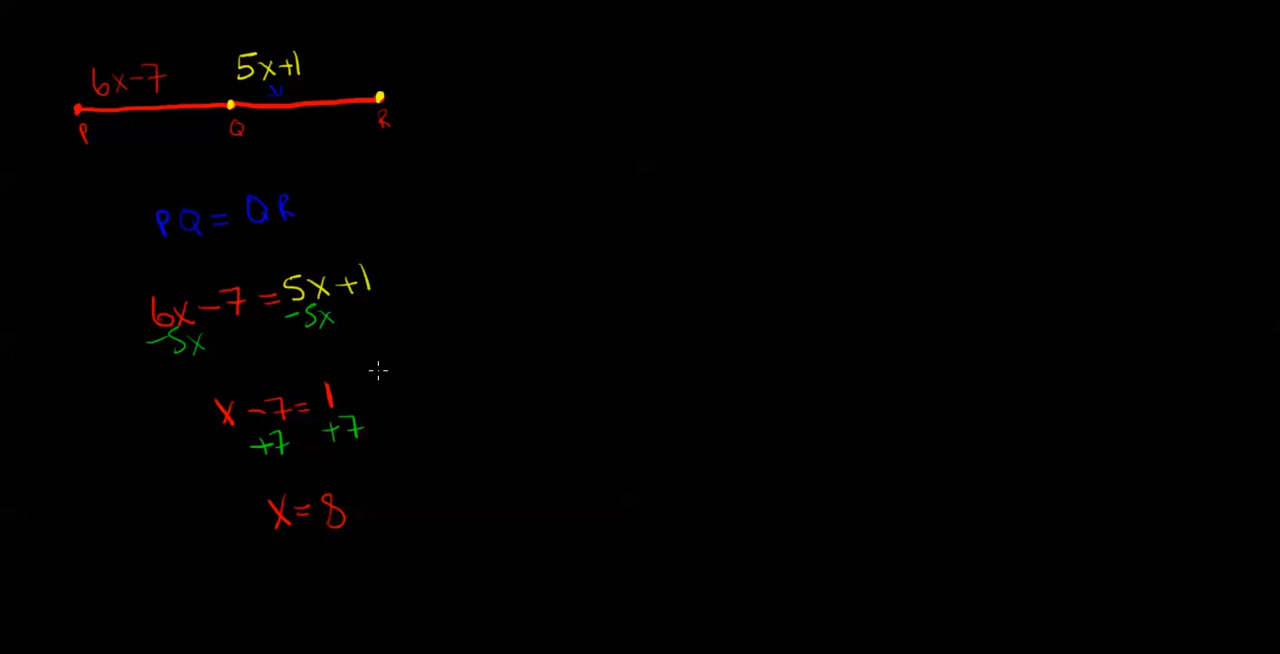 6x-7 5x+1
P Q R
PQ = QR
6x-7=5x+1
-5x -5x
x-7=1
+7 +7
x=8